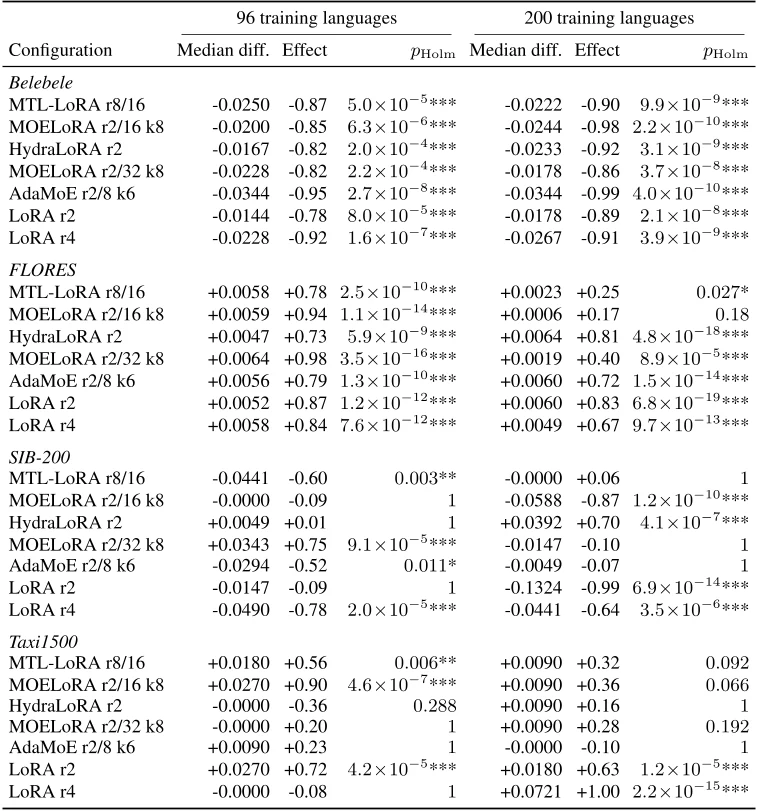 96 training languages 200 training languages
Configuration Median diff. Effect pHolm Median diff. Effect pHolm
Belebele
MTL-LoRA r8/16 -0.0250 -0.87 5.0×10−5*** -0.0222 -0.90 9.9×10−9***
MOELoRA r2/16 k8 -0.0200 -0.85 6.3×10−6*** -0.0244 -0.98 2.2×10−10***
HydraLoRA r2 -0.0167 -0.82 2.0×10−4*** -0.0233 -0.92 3.1×10−9***
MOELoRA r2/32 k8 -0.0228 -0.82 2.2×10−4*** -0.0178 -0.86 3.7×10−8***
AdaMoE r2/8 k6 -0.0344 -0.95 2.7×10−8*** -0.0344 -0.99 4.0×10−10***
LoRA r2 -0.0144 -0.78 8.0×10−5*** -0.0178 -0.89 2.1×10−8***
LoRA r4 -0.0228 -0.92 1.6×10−7*** -0.0267 -0.91 3.9×10−9***
FLORES
MTL-LoRA r8/16 +0.0058 +0.78 2.5×10−10*** +0.0023 +0.25 0.027*
MOELoRA r2/16 k8 +0.0059 +0.94 1.1×10−14*** +0.0006 +0.17 0.18
HydraLoRA r2 +0.0047 +0.73 5.9×10−9*** +0.0064 +0.81 4.8×10−18***
MOELoRA r2/32 k8 +0.0064 +0.98 3.5×10−16*** +0.0019 +0.40 8.9×10−5***
AdaMoE r2/8 k6 +0.0056 +0.79 1.3×10−10*** +0.0060 +0.72 1.5×10−14***
LoRA r2 +0.0052 +0.87 1.2×10−12*** +0.0060 +0.83 6.8×10−19***
LoRA r4 +0.0058 +0.84 7.6×10−12*** +0.0049 +0.67 9.7×10−13***
SIB-200
MTL-LoRA r8/16 -0.0441 -0.60 0.003** -0.0000 +0.06 1
MOELoRA r2/16 k8 -0.0000 -0.09 1 -0.0588 -0.87 1.2×10−10***
HydraLoRA r2 +0.0049 +0.01 1 +0.0392 +0.70 4.1×10−7***
MOELoRA r2/32 k8 +0.0343 +0.75 9.1×10−5*** -0.0147 -0.10 1
AdaMoE r2/8 k6 -0.0294 -0.52 0.011* -0.0049 -0.07 1
LoRA r2 -0.0147 -0.09 1 -0.1324 -0.99 6.9×10−14***
LoRA r4 -0.0490 -0.78 2.0×10−5*** -0.0441 -0.64 3.5×10−6***
Taxi1500
MTL-LoRA r8/16 +0.0180 +0.56 0.006** +0.0090 +0.32 0.092
MOELoRA r2/16 k8 +0.0270 +0.90 4.6×10−7*** +0.0090 +0.36 0.066
HydraLoRA r2 -0.0000 -0.36 0.288 +0.0090 +0.16 1
MOELoRA r2/32 k8 -0.0000 +0.20 1 +0.0090 +0.28 0.192
AdaMoE r2/8 k6 +0.0090 +0.23 1 -0.0000 -0.10 1
LoRA r2 +0.0270 +0.72 4.2×10−5*** +0.0180 +0.63 1.2×10−5***
LoRA r4 -0.0000 -0.08 1 +0.0721 +1.00 2.2×10−15***